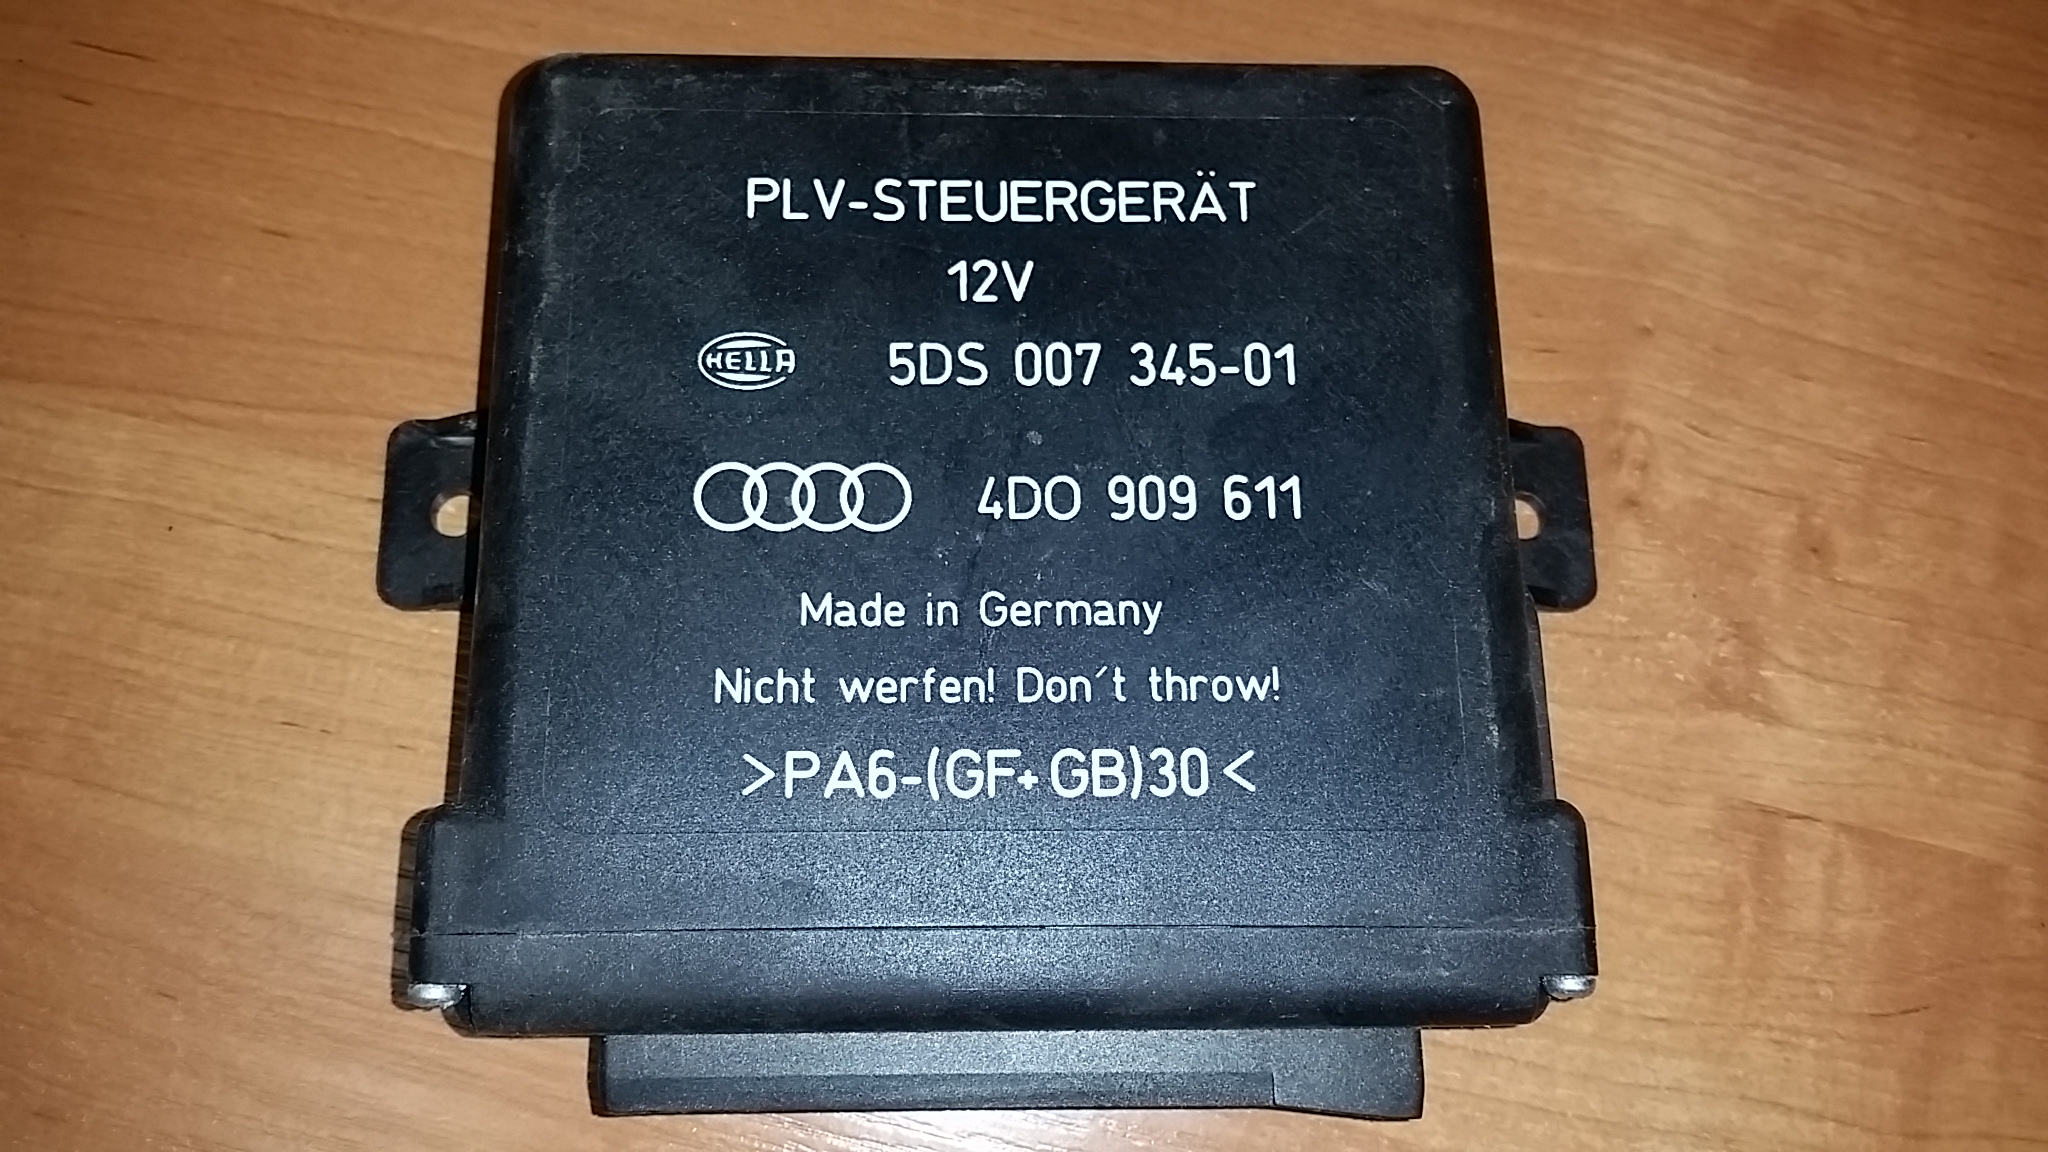 PLV-STEUERGERÄT
12V
HELLA 5DS 007 345-01
4DO 909 611
Made in Germany
Nicht werfen! Don´t throw!
>PA6-(GF+GB)30<